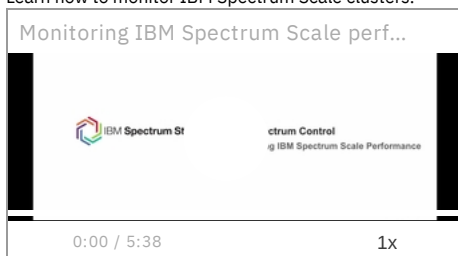 Learn how to monitor IBM Spectrum Scale clusters.
Monitoring IBM Spectrum Scale perf...
IBM Spectrum St
ctrum Control
g IBM Spectrum Scale Performance
0:00 / 5:38
1x